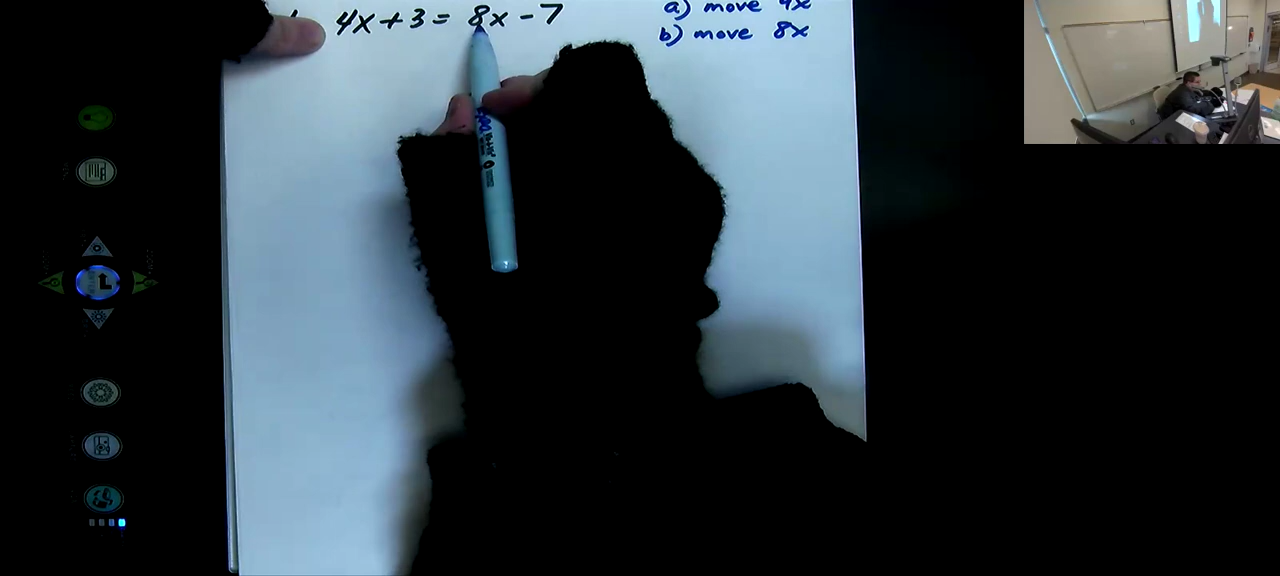 4x + 3 = 8x - 7
a) move 4x
b) move 8x